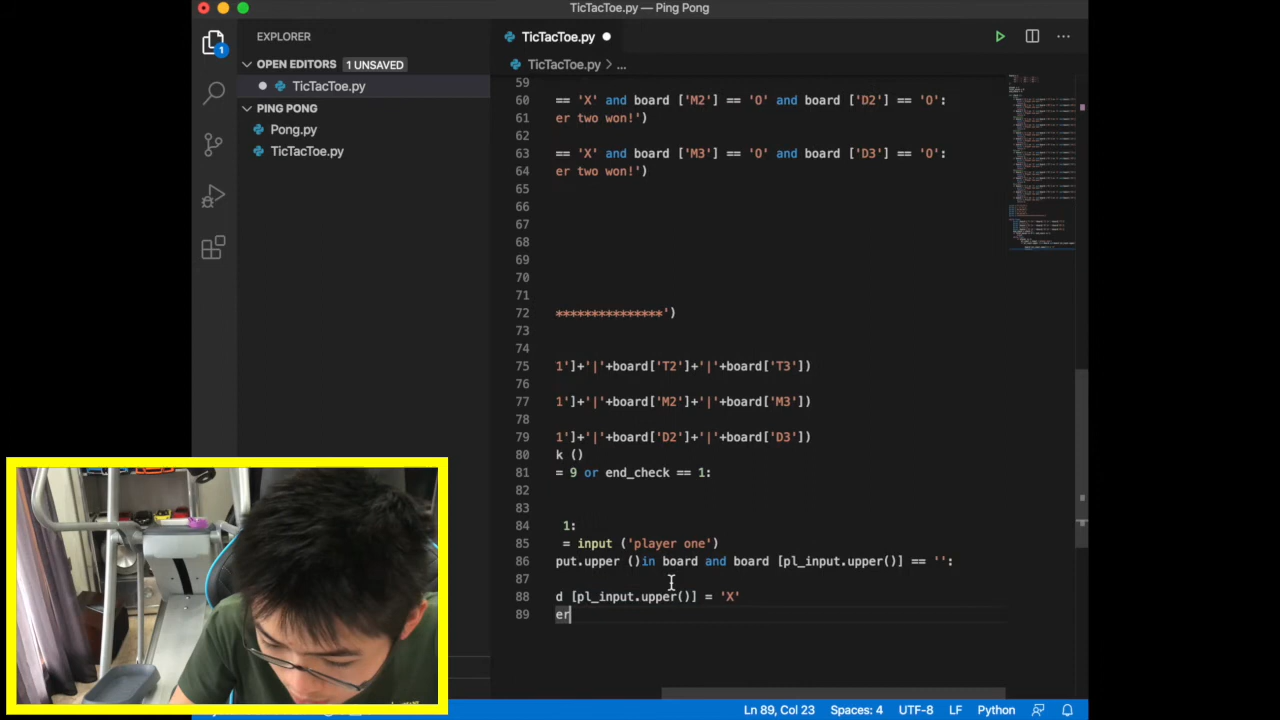 TicTacToe.py — Ping Pong
EXPLORER
TicTacToe.py
OPEN EDITORS 1 UNSAVED
TicTacToe.py > ...
TicTacToe.py
PING PONG
Pong.py
TicTacToe.py
1
59
60 == 'X' and board ['M2'] == 'O' and board ['D2'] == 'O':
61 er two won!')
62
63 == 'X' and board ['M3'] == 'O' and board ['D3'] == 'O':
64 er two won!')
65
66
67
68
69
70
71
72 ***************')
73
74
75 1']+'|'+board['T2']+'|'+board['T3'])
76
77 1']+'|'+board['M2']+'|'+board['M3'])
78
79 1']+'|'+board['D2']+'|'+board['D3'])
80 k ()
81 = 9 or end_check == 1:
82
83
84 1:
85 = input ('player one')
86 put.upper ()in board and board [pl_input.upper()] == '':
87
88 d [pl_input.upper()] = 'X'
89 er
Ln 89, Col 23 Spaces: 4 UTF-8 LF Python